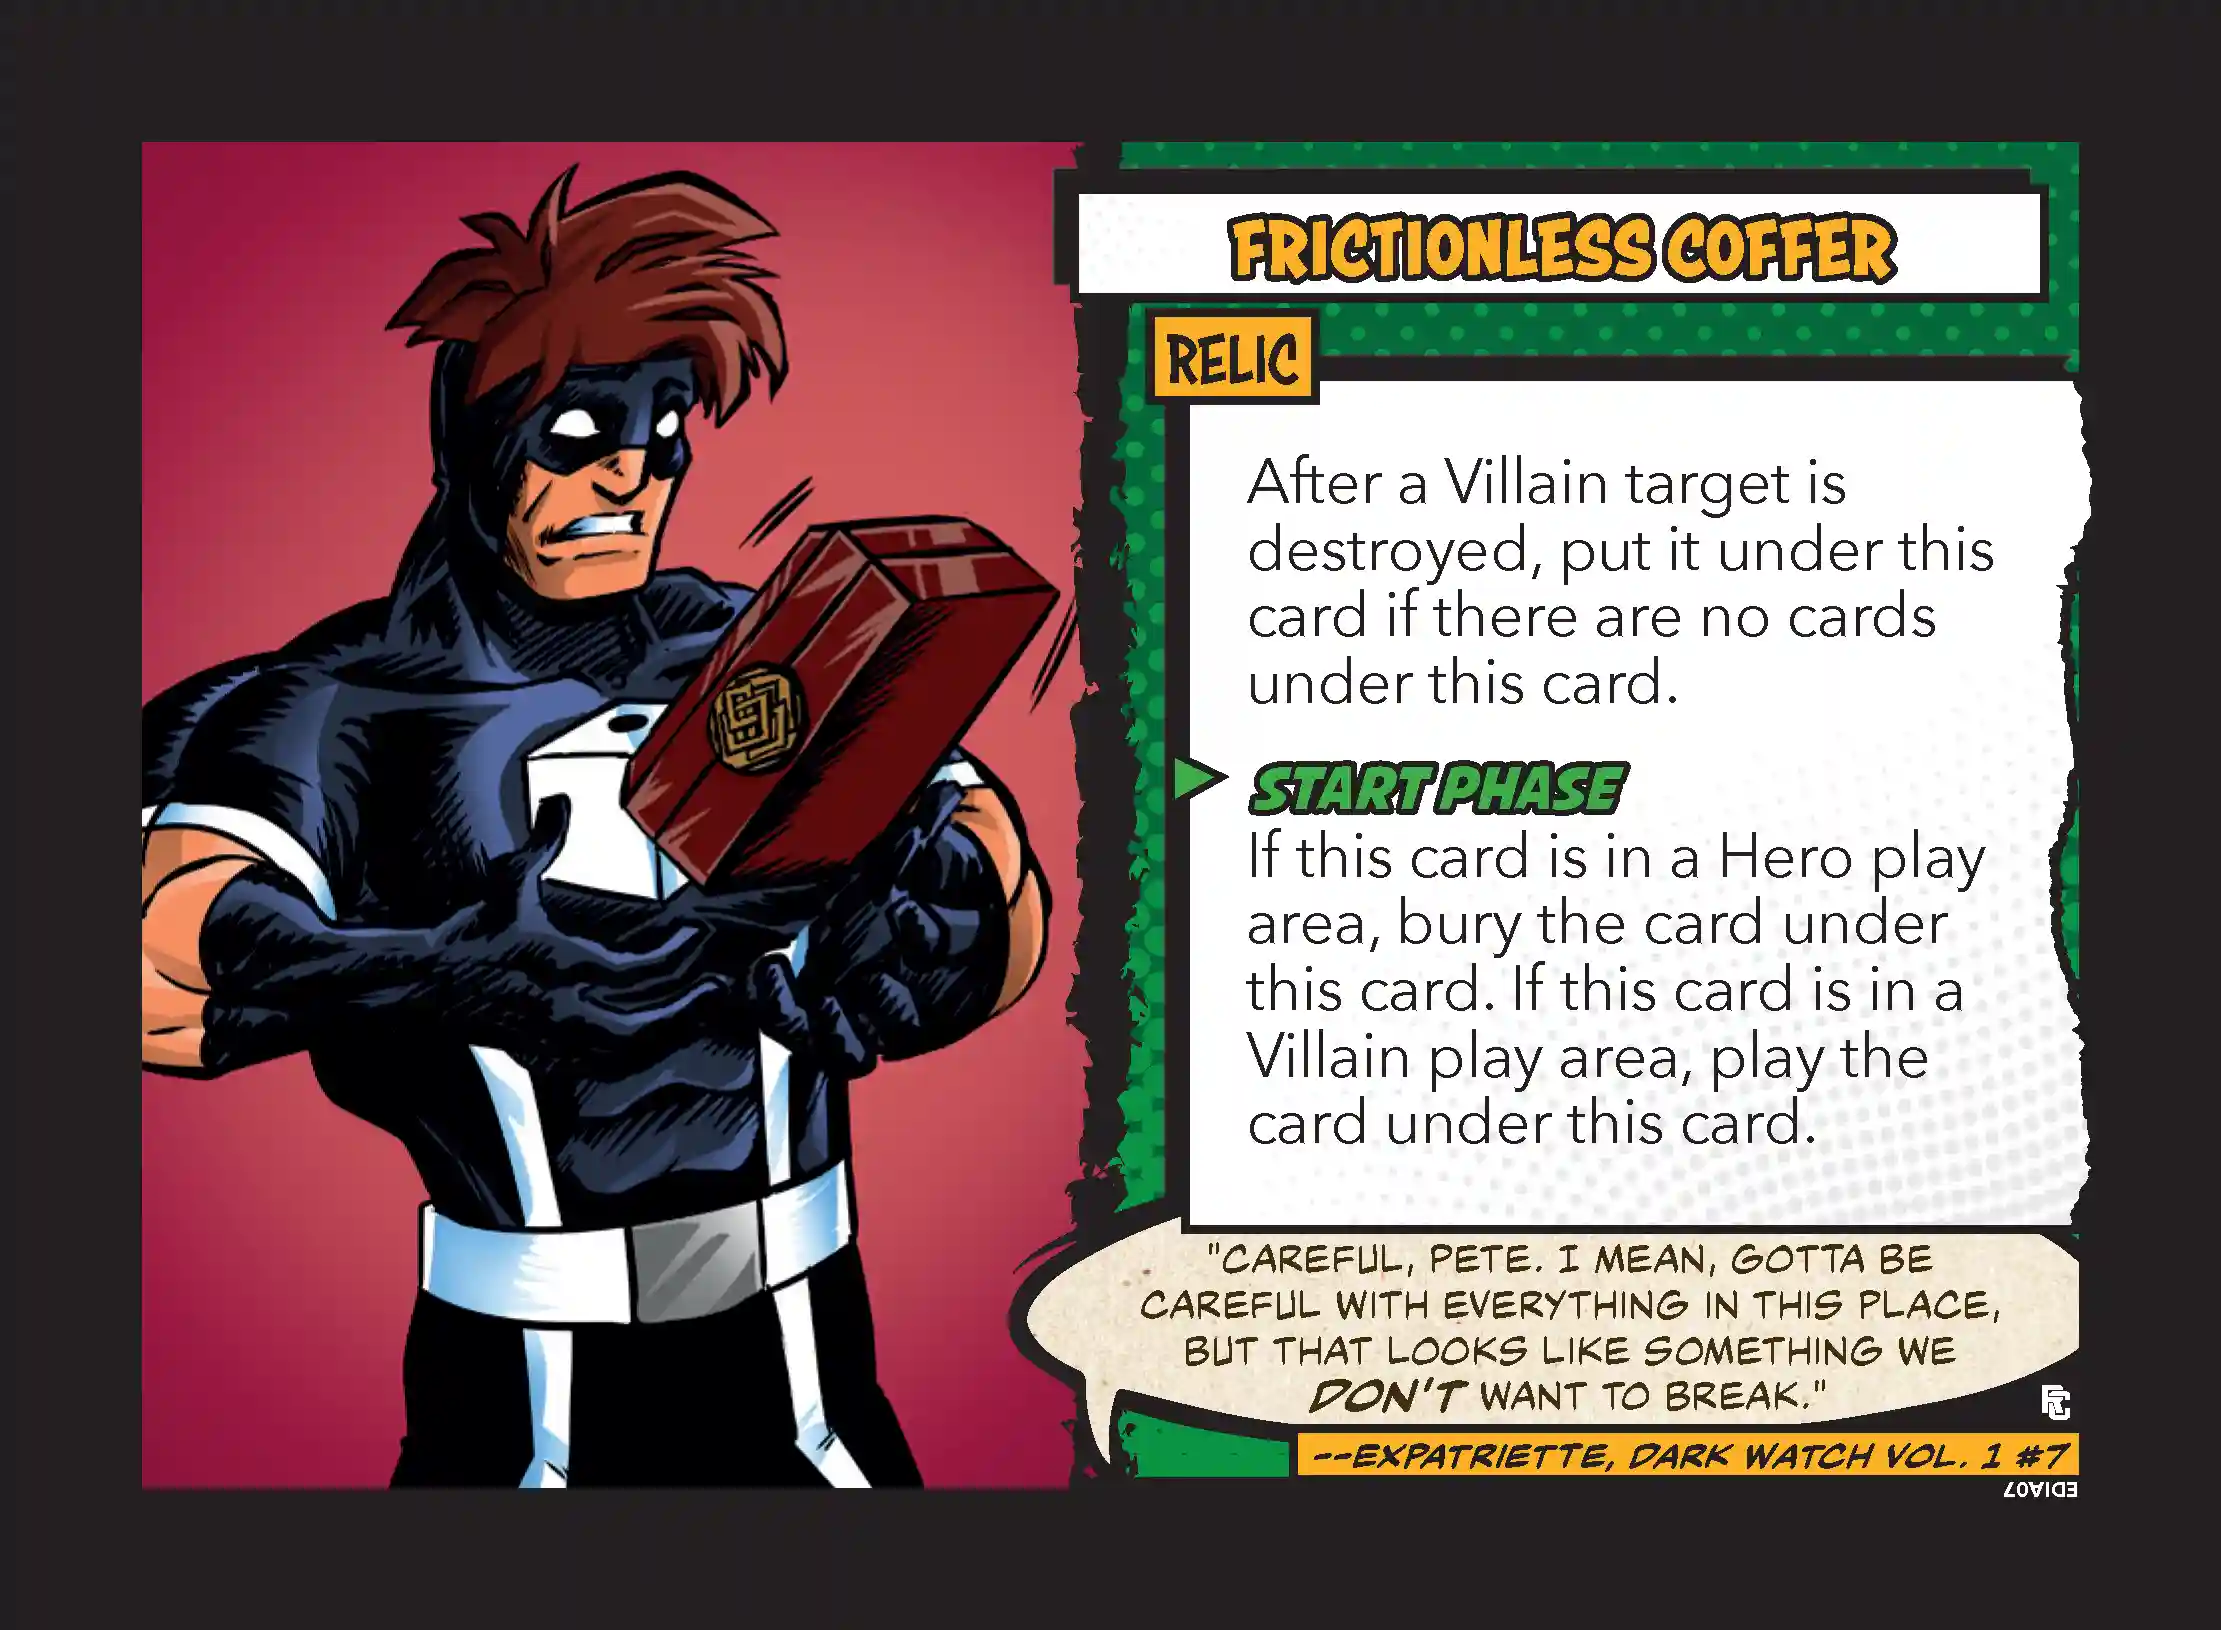 FRICTIONLESS COFFER
RELIC
After a Villain target is
destroyed, put it under this
card if there are no cards
under this card.
START PHASE
If this card is in a Hero play
area, bury the card under
this card. If this card is in a
Villain play area, play the
card under this card.
"CAREFUL, PETE. I MEAN, GOTTA BE
CAREFUL WITH EVERYTHING IN THIS PLACE,
BUT THAT LOOKS LIKE SOMETHING WE
DON'T WANT TO BREAK."
--EXPATRIETTE, DARK WATCH VOL. 1 #7
EDIA07